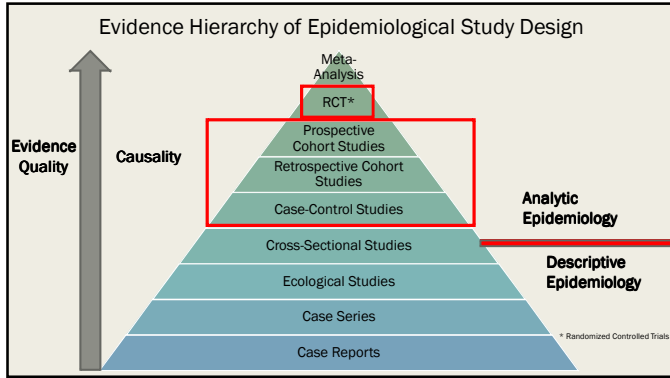 Evidence Hierarchy of Epidemiological Study Design
Meta-
Analysis
RCT*
Prospective
Cohort Studies
Retrospective Cohort
Studies
Case-Control Studies
Cross-Sectional Studies
Ecological Studies
Case Series
Case Reports
Evidence
Quality
Causality
Analytic
Epidemiology
Descriptive
Epidemiology
* Randomized Controlled Trials